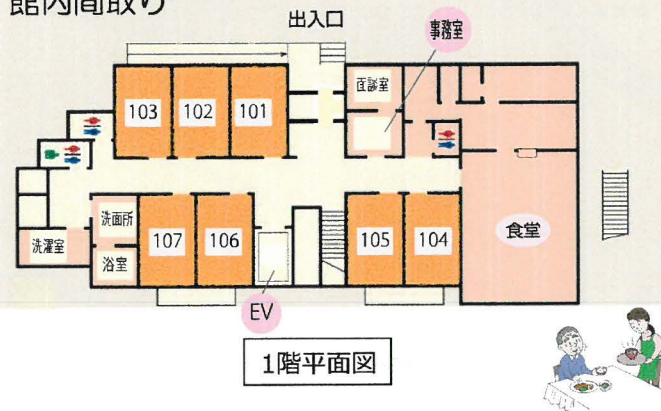 館内間取り
出入口
事務室
面談室
103
102
101
洗面所
107
106
105
104
食堂
洗濯室
浴室
EV
1階平面図